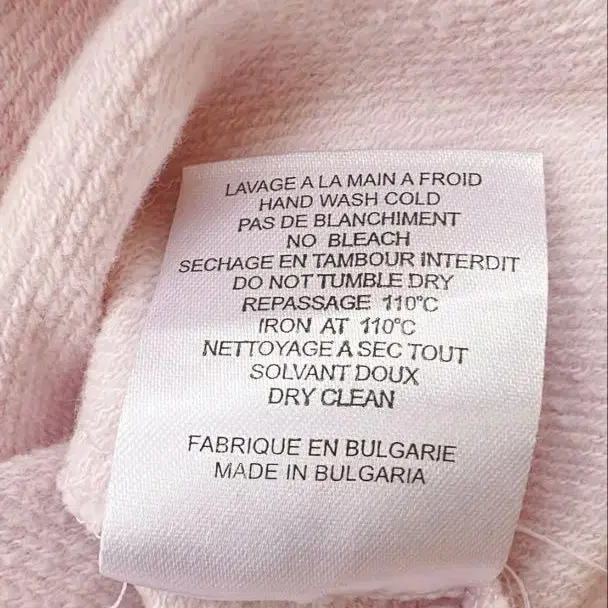 LAVAGE A LA MAIN A FROID
HAND WASH COLD
PAS DE BLANCHIMENT
NO BLEACH
SECHAGE EN TAMBOUR INTERDIT
DO NOT TUMBLE DRY
REPASSAGE 110°C
IRON AT 110°C
NETTOYAGE A SEC TOUT
SOLVANT DOUX
DRY CLEAN
FABRIQUE EN BULGARIE
MADE IN BULGARIA